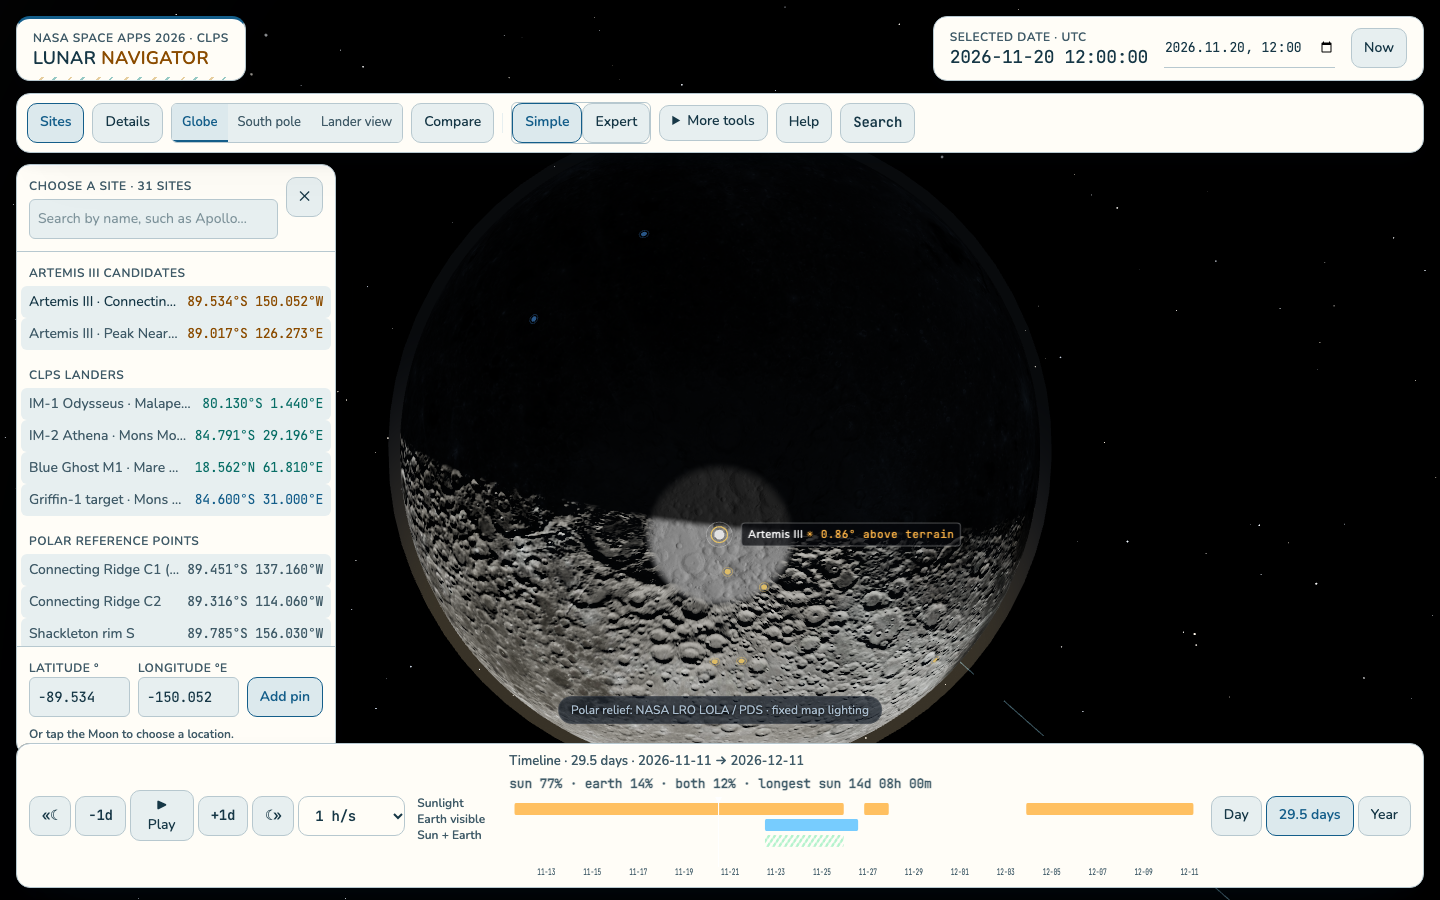 NASA SPACE APPS 2026 · CLPS
LUNAR NAVIGATOR
SELECTED DATE · UTC
2026-11-20 12:00:00
2026.11.20, 12:00
Now
Sites
Details
Globe
South pole
Lander view
Compare
Simple
Expert
► More tools
Help
Search
CHOOSE A SITE · 31 SITES
Search by name, such as Apollo…
×
ARTEMIS III CANDIDATES
Artemis III · Connectin… 89.534°S 150.052°W
Artemis III · Peak Near… 89.017°S 126.273°E
CLPS LANDERS
IM-1 Odysseus · Malape… 80.130°S 1.440°E
IM-2 Athena · Mons Mo… 84.791°S 29.196°E
Blue Ghost M1 · Mare … 18.562°N 61.810°E
Griffin-1 target · Mons … 84.600°S 31.000°E
POLAR REFERENCE POINTS
Connecting Ridge C1 (… 89.451°S 137.160°W
Connecting Ridge C2 89.316°S 114.060°W
Shackleton rim S 89.785°S 156.030°W
LATITUDE °
LONGITUDE °E
-89.534
-150.052
Add pin
Or tap the Moon to choose a location.
Artemis III ☀ 0.86° above terrain
Polar relief: NASA LRO LOLA / PDS · fixed map lighting
Timeline · 29.5 days · 2026-11-11 → 2026-12-11
sun 77% · earth 14% · both 12% · longest sun 14d 08h 00m
«☾
-1d
►
Play
+1d
☾»
1 h/s
Sunlight
Earth visible
Sun + Earth
11-13 11-15 11-17 11-19 11-21 11-23 11-25 11-27 11-29 12-01 12-03 12-05 12-07 12-09 12-11
Day
29.5 days
Year